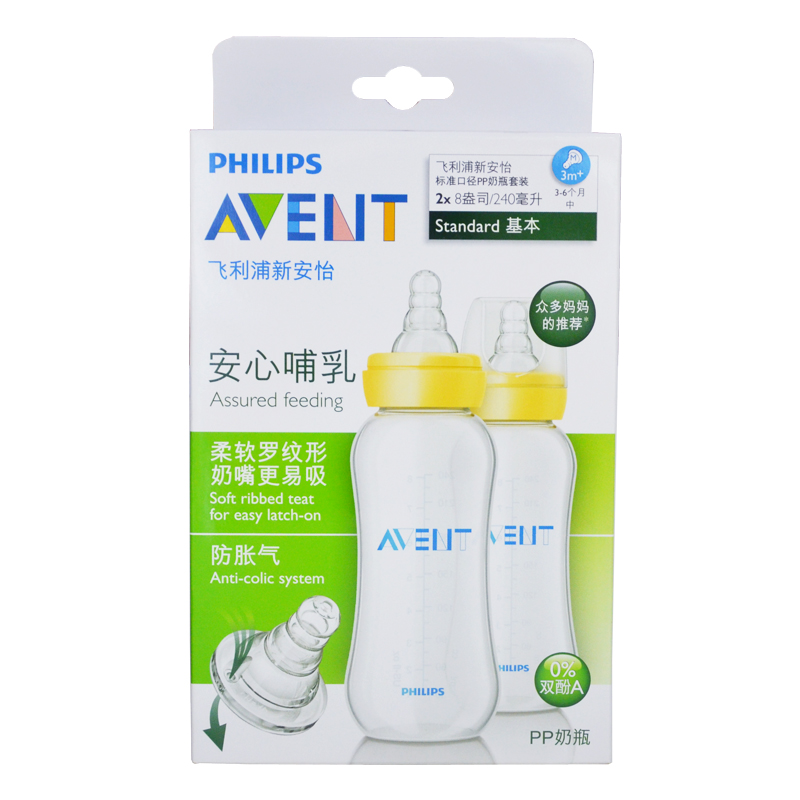 PHILIPS
AVENT
飞利浦新安怡
飞利浦新安怡
标准口径PP奶瓶套装
2x 8盎司/240毫升
Standard 基本
M
3m+
3-6个月
中
众多妈妈
的推荐*
安心哺乳
Assured feeding
柔软罗纹形
奶嘴更易吸
Soft ribbed teat
for easy latch-on
防胀气
Anti-colic system
AVENT
VENT
PHILIPS
HILIPS
0%
双酚A
PP奶瓶